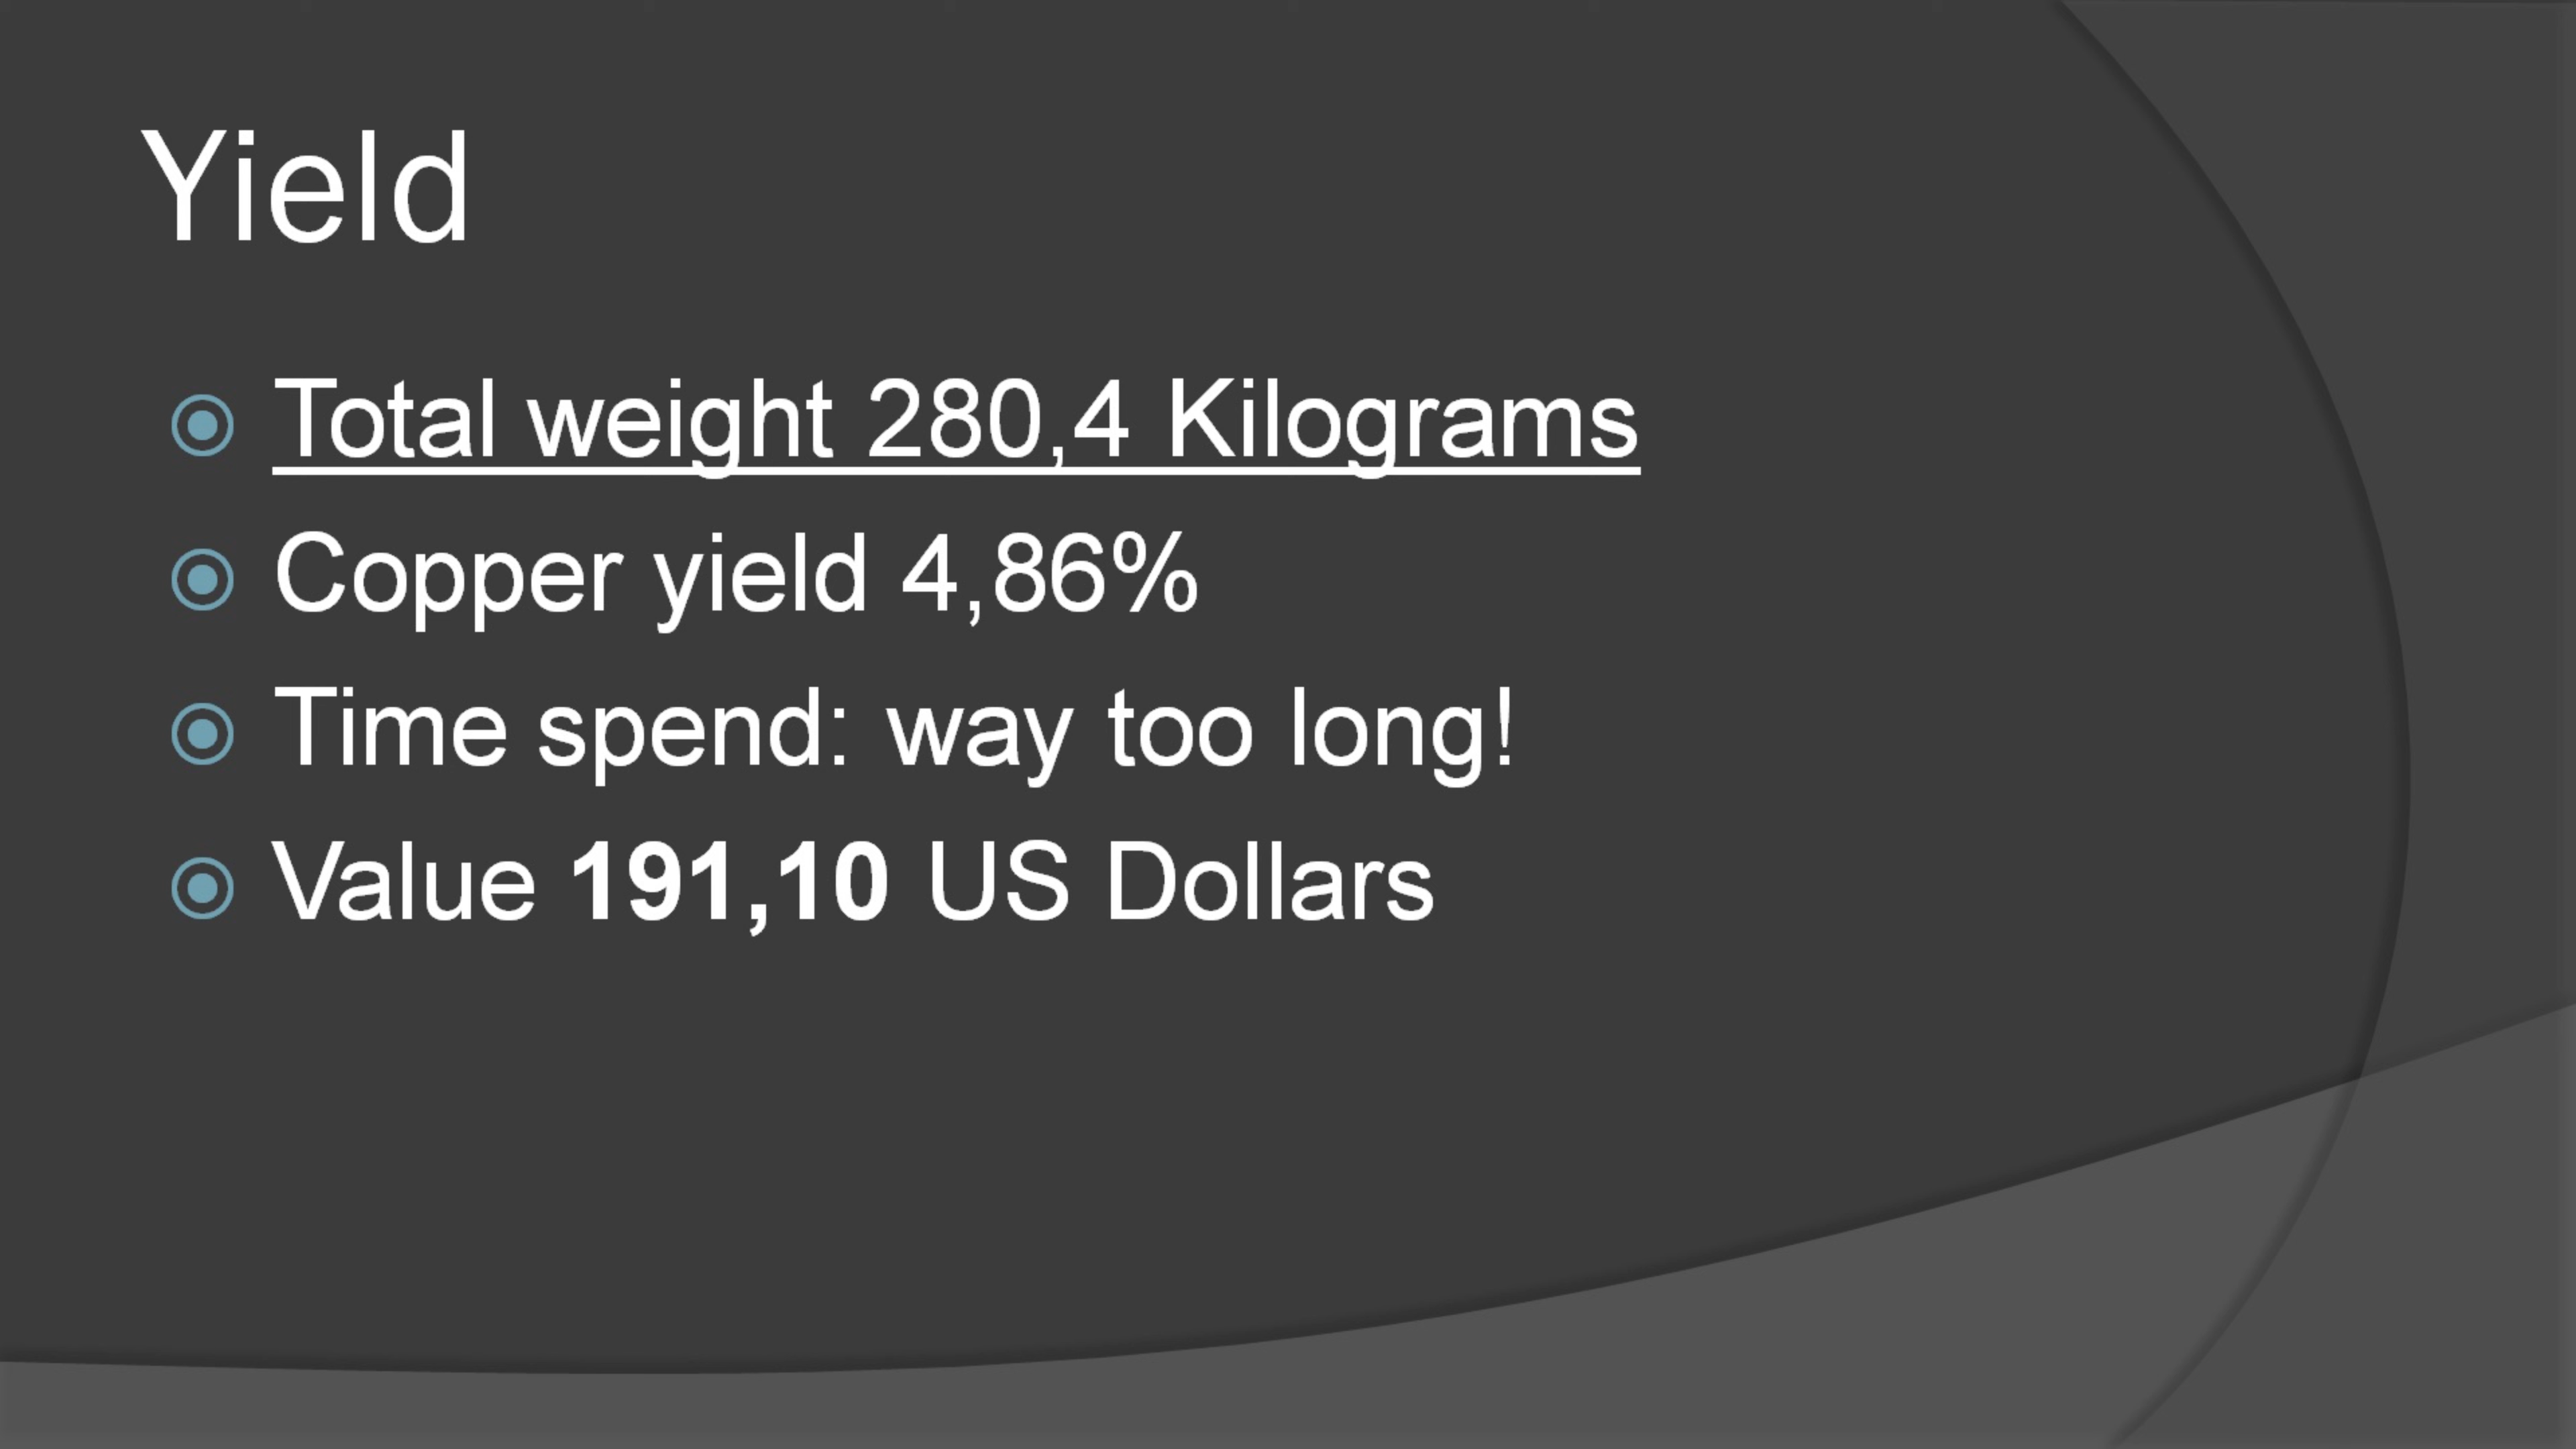 Yield
Total weight 280,4 Kilograms
Copper yield 4,86%
Time spend: way too long!
Value 191,10 US Dollars